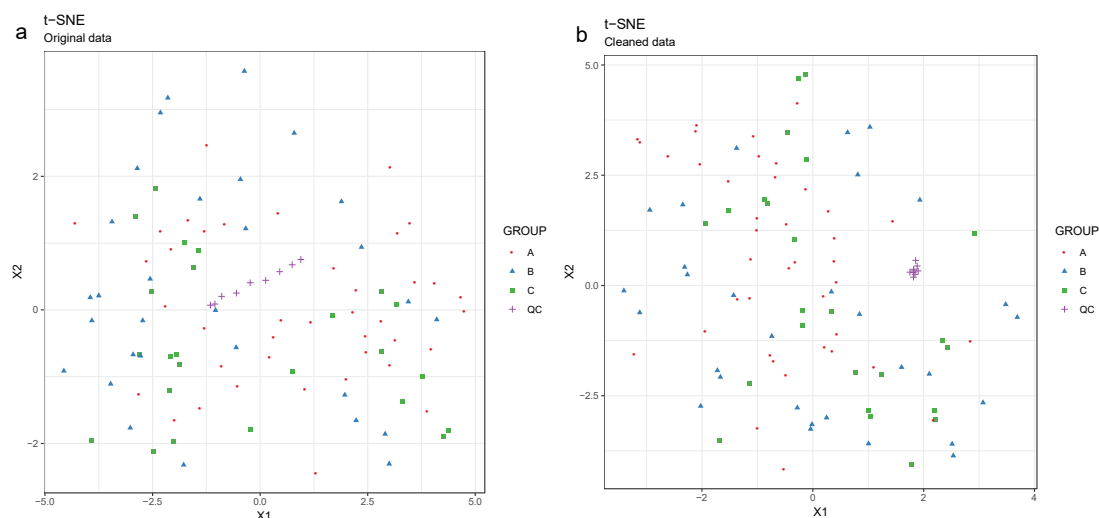 a
t-SNE
Original data
X2
2
0
−2
−5.0
−2.5
0.0
2.5
5.0
X1
GROUP
A
B
C
QC
b
t-SNE
Cleaned data
X2
5.0
2.5
0.0
−2.5
−2
0
2
4
X1
GROUP
A
B
C
QC